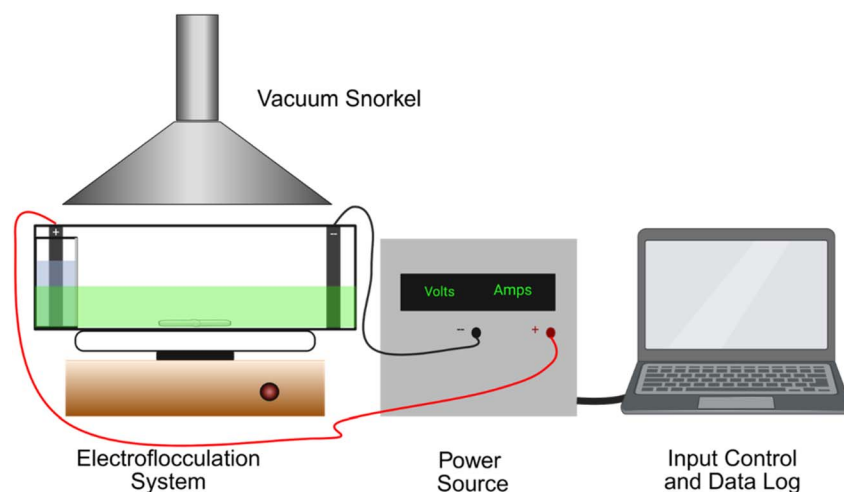 Vacuum Snorkel
+
--
Volts
Amps
--
+
Electroflocculation
System
Power
Source
Input Control
and Data Log